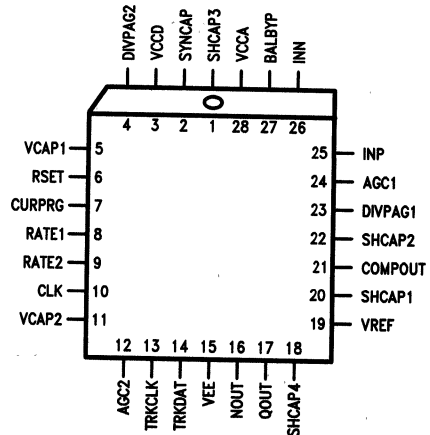 DIVPAG2 VCCD SYNCAP SHCAP3 VCCA BALBYP INN
4 3 2 1 28 27 26
VCAP1 5 25 INP
RSET 6 24 AGC1
CURPRG 7 23 DIVPAG1
RATE1 8 22 SHCAP2
RATE2 9 21 COMPOUT
CLK 10 20 SHCAP1
VCAP2 11 19 VREF
12 13 14 15 16 17 18
AGC2 TRKCLK TRKDAT VEE NOUT QOUT SHCAP4